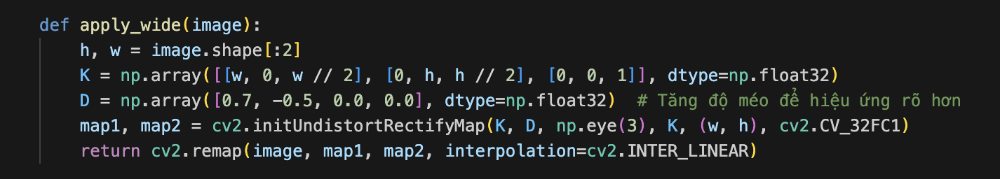 def apply_wide(image):
    h, w = image.shape[:2]
    K = np.array([[w, 0, w // 2], [0, h, h // 2], [0, 0, 1]], dtype=np.float32)
    D = np.array([0.7, -0.5, 0.0, 0.0], dtype=np.float32)  # Tăng độ méo để hiệu ứng rõ hơn
    map1, map2 = cv2.initUndistortRectifyMap(K, D, np.eye(3), K, (w, h), cv2.CV_32FC1)
    return cv2.remap(image, map1, map2, interpolation=cv2.INTER_LINEAR)